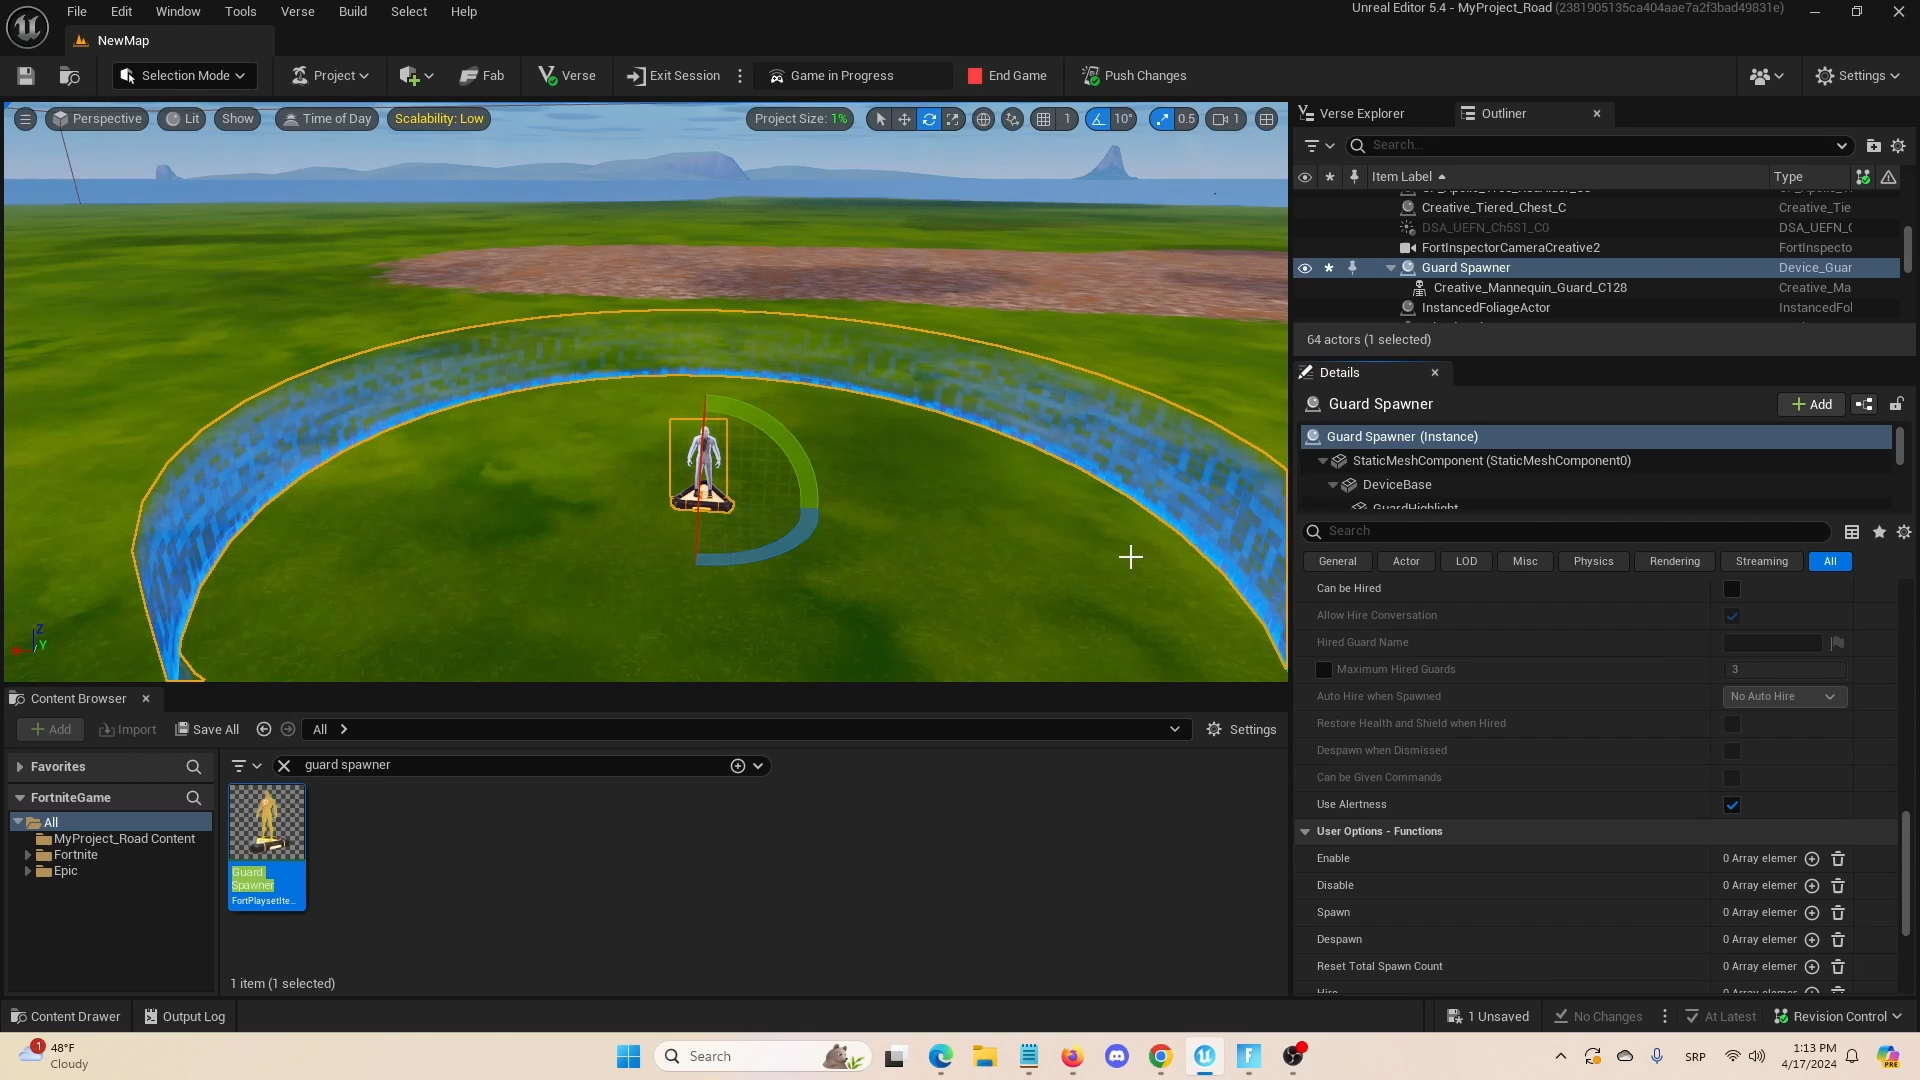 File Edit Window Tools Verse Build Select Help
Unreal Editor 5.4 - MyProject_Road (2381905135ca404aae7a2f3bad49831e)
NewMap
Selection Mode Project Fab Verse Exit Session Game in Progress End Game Push Changes Settings
Perspective Lit Show Time of Day Scalability: Low Project Size: 1% 1 10° 0.5 1
Verse Explorer Outliner
Search...
Item Label Type
Creative_Tiered_Chest_C Creative_Tie
DSA_UEFN_Ch5S1_C0 DSA_UEFN_(
FortInspectorCameraCreative2 FortInspecto
Guard Spawner Device_Guar
Creative_Mannequin_Guard_C128 Creative_Ma
InstancedFoliageActor InstancedFol
64 actors (1 selected)
Details
Guard Spawner Add
Guard Spawner (Instance)
StaticMeshComponent (StaticMeshComponent0)
DeviceBase
GuardHighlight
Search
General Actor LOD Misc Physics Rendering Streaming All
Can be Hired
Allow Hire Conversation
Hired Guard Name
Maximum Hired Guards 3
Auto Hire when Spawned No Auto Hire
Restore Health and Shield when Hired
Despawn when Dismissed
Can be Given Commands
Use Alertness
User Options - Functions
Enable 0 Array elemer
Disable 0 Array elemer
Spawn 0 Array elemer
Despawn 0 Array elemer
Reset Total Spawn Count 0 Array elemer
Hire 0 Array elemer
Z
Y
Content Browser
Add Import Save All All Settings
Favorites
guard spawner
FortniteGame
All
MyProject_Road Content
Fortnite
Epic
Guard
Spawner
FortPlaysetIte...
1 item (1 selected)
Content Drawer Output Log 1 Unsaved No Changes At Latest Revision Control
1
48°F
Cloudy
Search
SRP
1:13 PM
4/17/2024
PRE